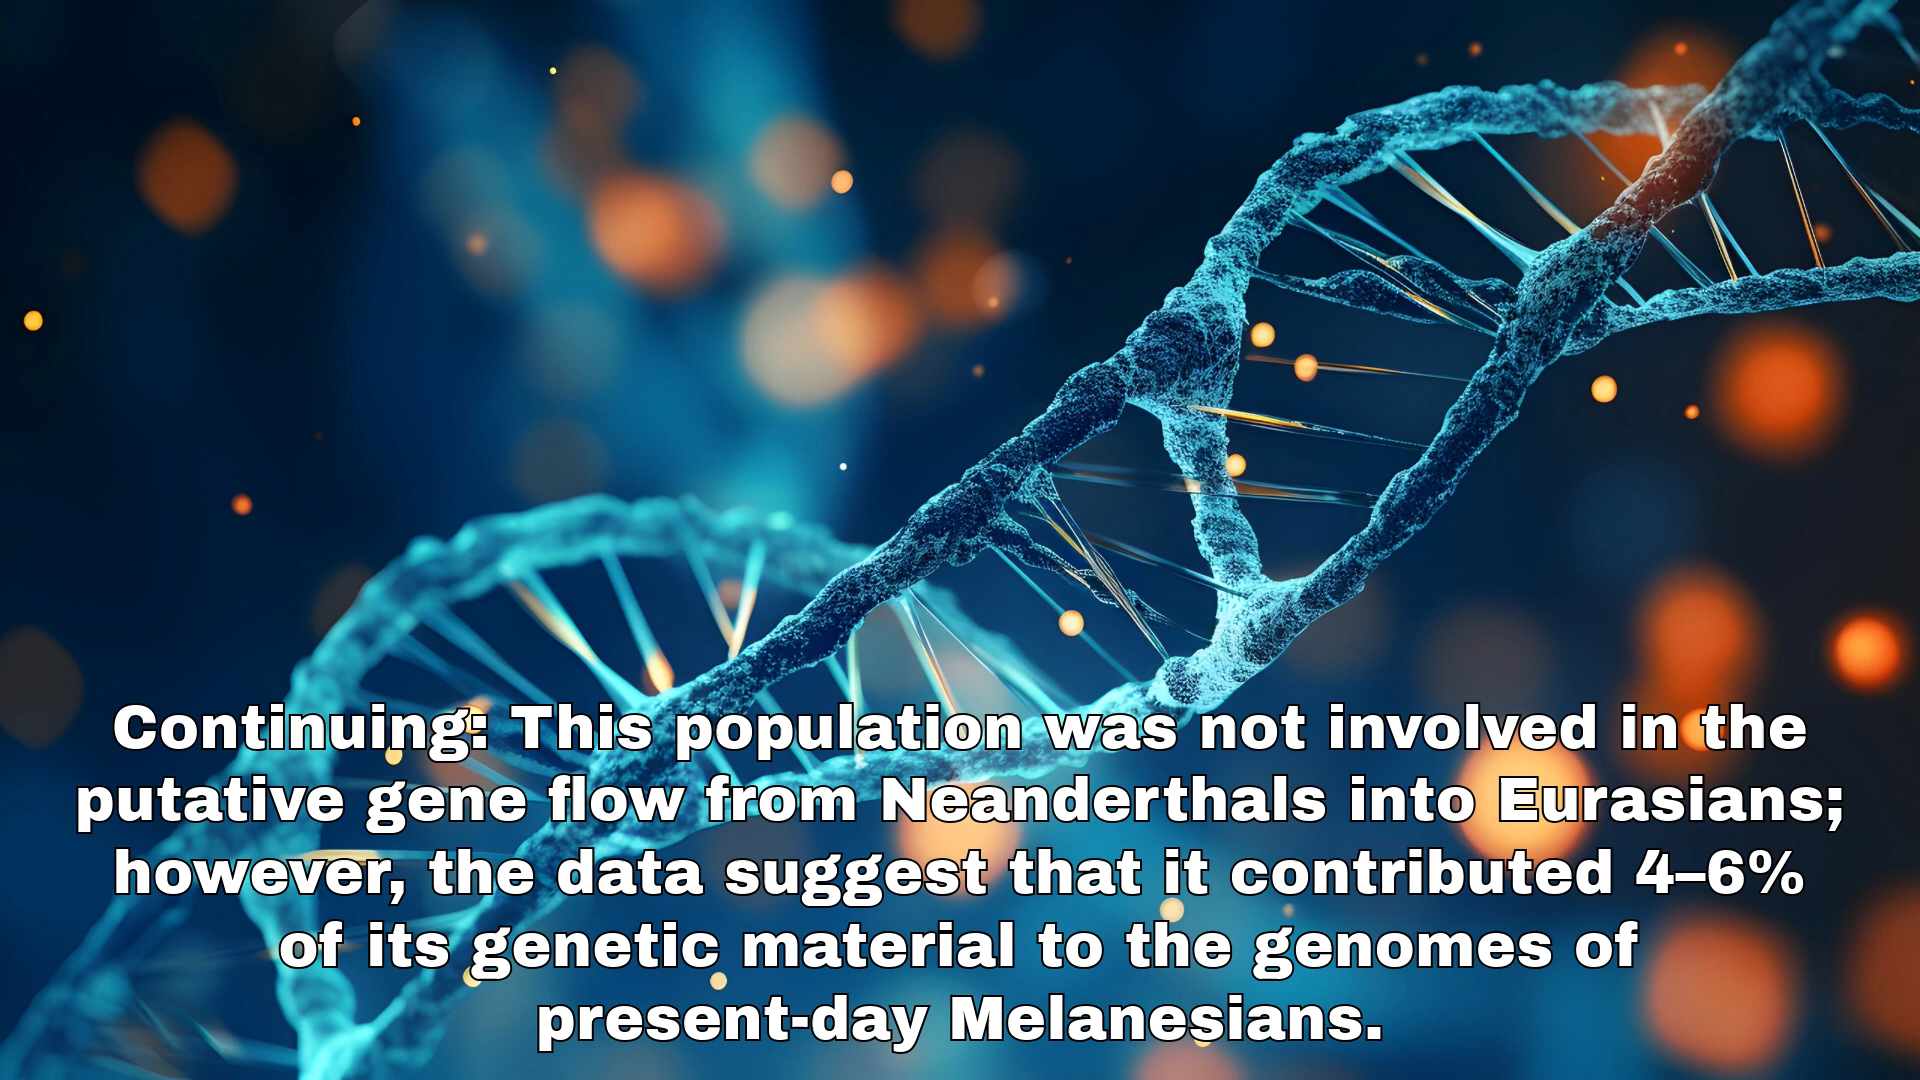 Continuing: This population was not involved in the
putative gene flow from Neanderthals into Eurasians;
however, the data suggest that it contributed 4–6%
of its genetic material to the genomes of
present-day Melanesians.